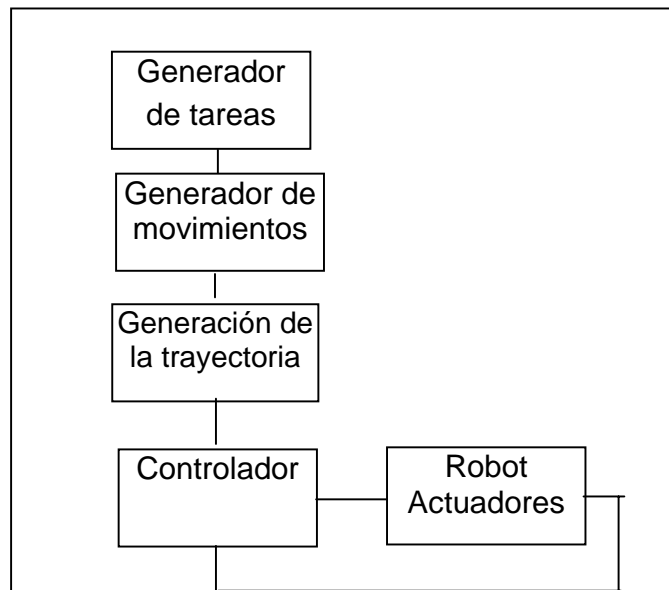 Generador
de tareas
Generador de
movimientos
Generación de
la trayectoria
Controlador
Robot
Actuadores